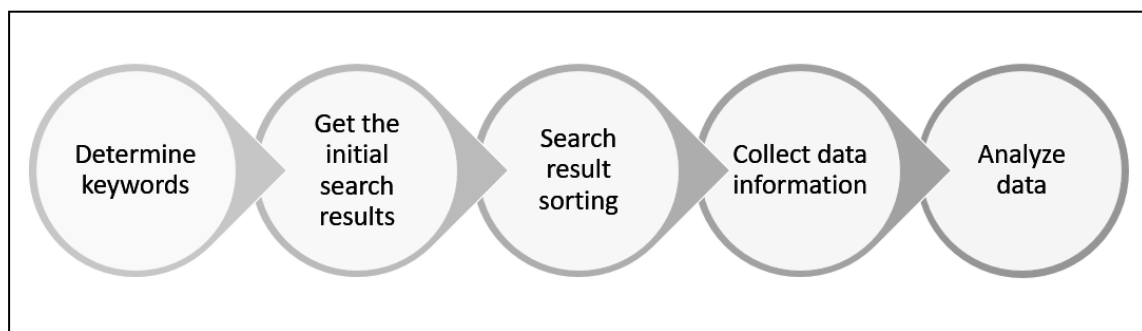 Determine
keywords
Get the
initial
search
results
Search
result
sorting
Collect data
information
Analyze
data